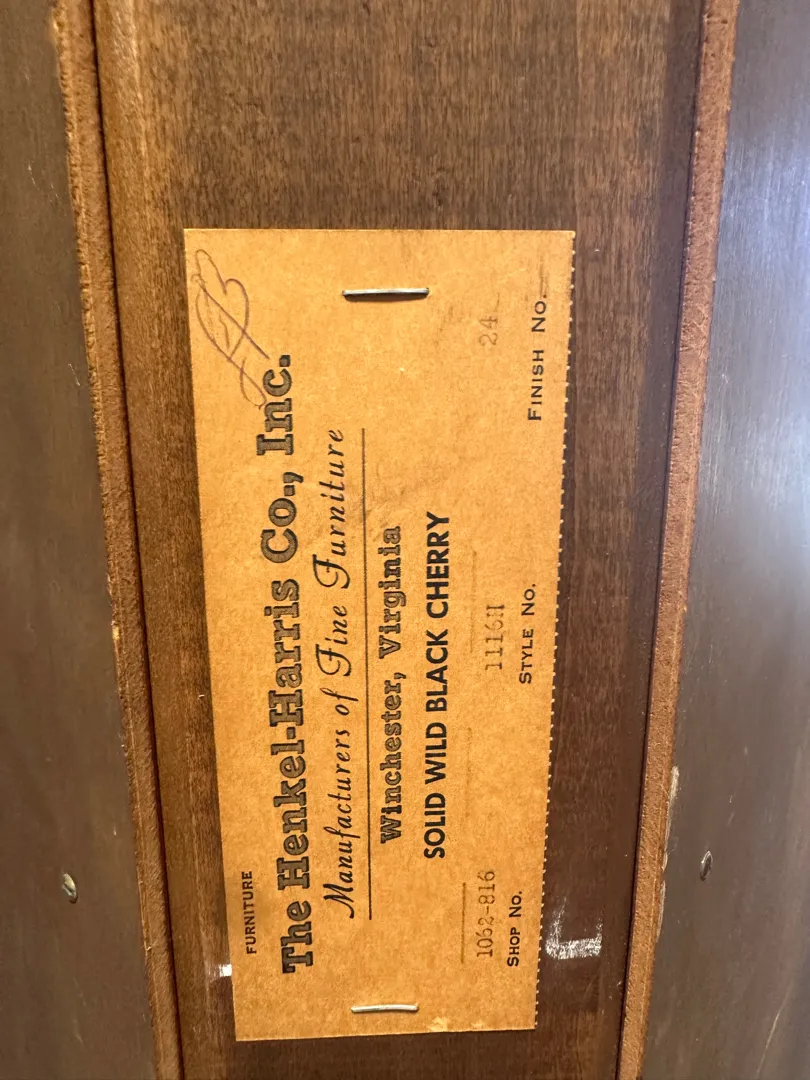 FURNITURE
The Henkel-Harris Co., Inc.
Manufacturers of Fine Furniture
Winchester, Virginia
SOLID WILD BLACK CHERRY
1062-816 1116H 24
SHOP No. STYLE No. FINISH No.